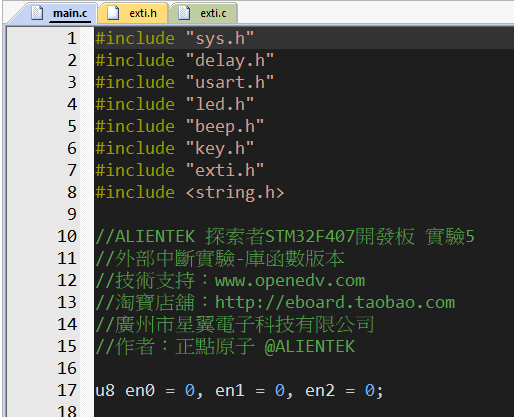 main.c exti.h exti.c
1 #include "sys.h"
2 #include "delay.h"
3 #include "usart.h"
4 #include "led.h"
5 #include "beep.h"
6 #include "key.h"
7 #include "exti.h"
8 #include <string.h>
9
10 //ALIENTEK 探索者STM32F407開發板 實驗5
11 //外部中斷實驗-庫函數版本
12 //技術支持：www.openedv.com
13 //淘寶店舖：http://eboard.taobao.com
14 //廣州市星翼電子科技有限公司
15 //作者：正點原子 @ALIENTEK
16
17 u8 en0 = 0, en1 = 0, en2 = 0;
18